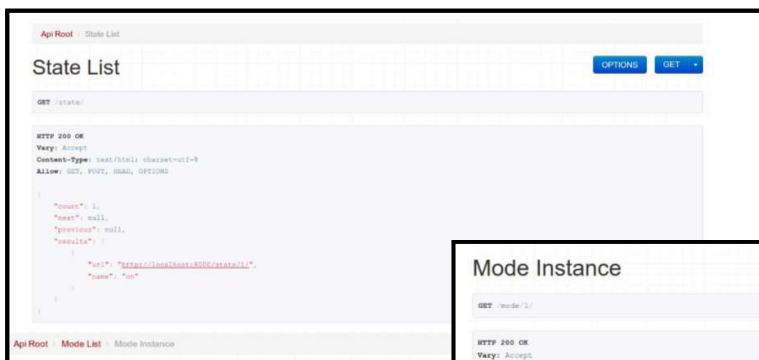 Api Root State List
State List
OPTIONS GET
GET /state/
HTTP 200 OK
Vary: Accept
Content-Type: text/html; charset=utf-8
Allow: GET, POST, HEAD, OPTIONS
{
"count": 1,
"next": null,
"previous": null,
"results": [
{
"url": "http://localhost:8000/state/1/",
"name": "on"
}
]
}
Api Root Mode List Mode Instance
Mode Instance
GET /mode/1/
HTTP 200 OK
Vary: Accept